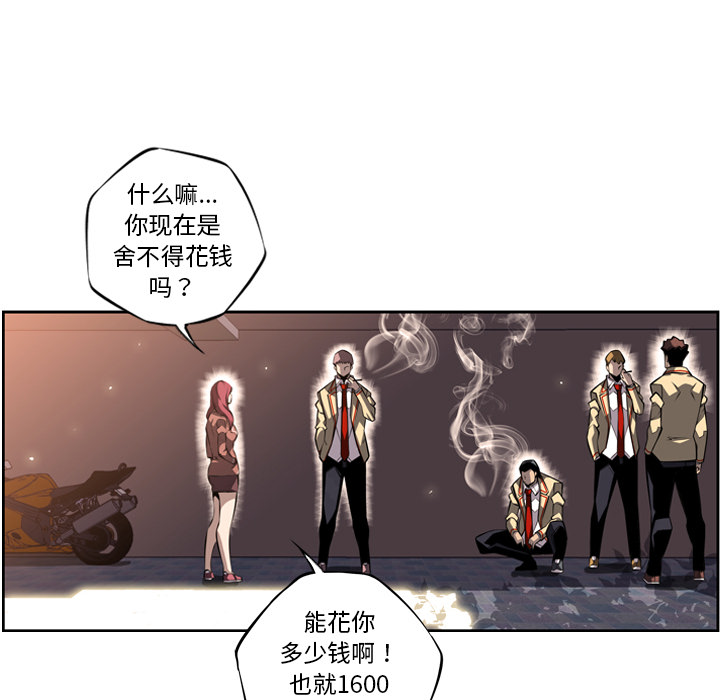 什么嘛...
你现在是
舍不得花钱
吗？
能花你
多少钱啊！
也就1600